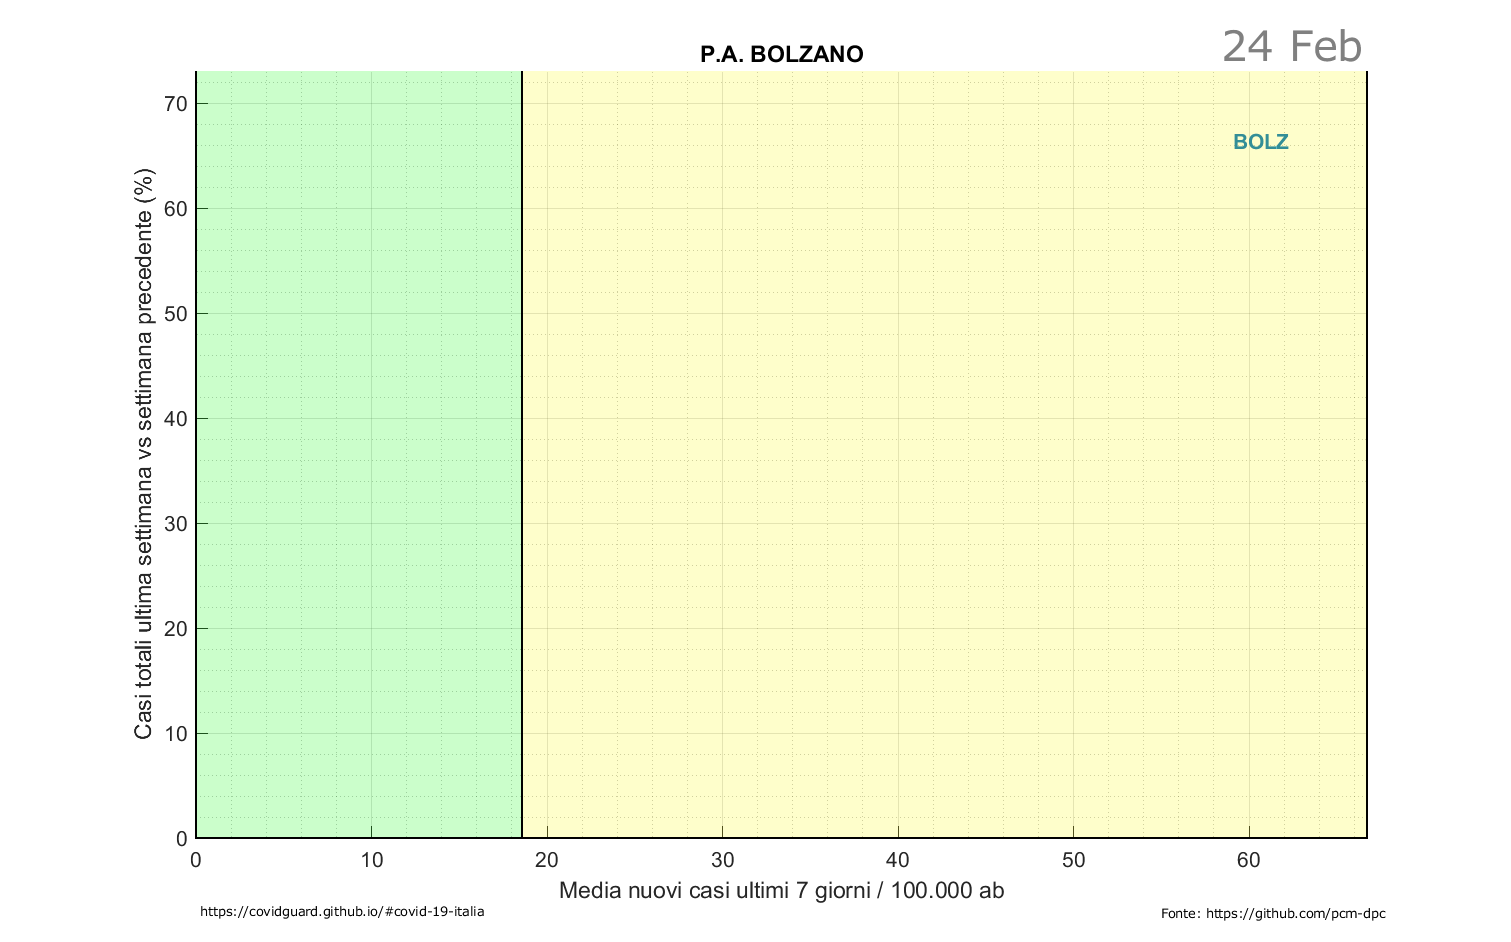 P.A. BOLZANO
24 Feb
Casi totali ultima settimana vs settimana precedente (%)
70
60
50
40
30
20
10
0
BOLZ
0 10 20 30 40 50 60
Media nuovi casi ultimi 7 giorni / 100.000 ab
https://covidguard.github.io/#covid-19-italia
Fonte: https://github.com/pcm-dpc